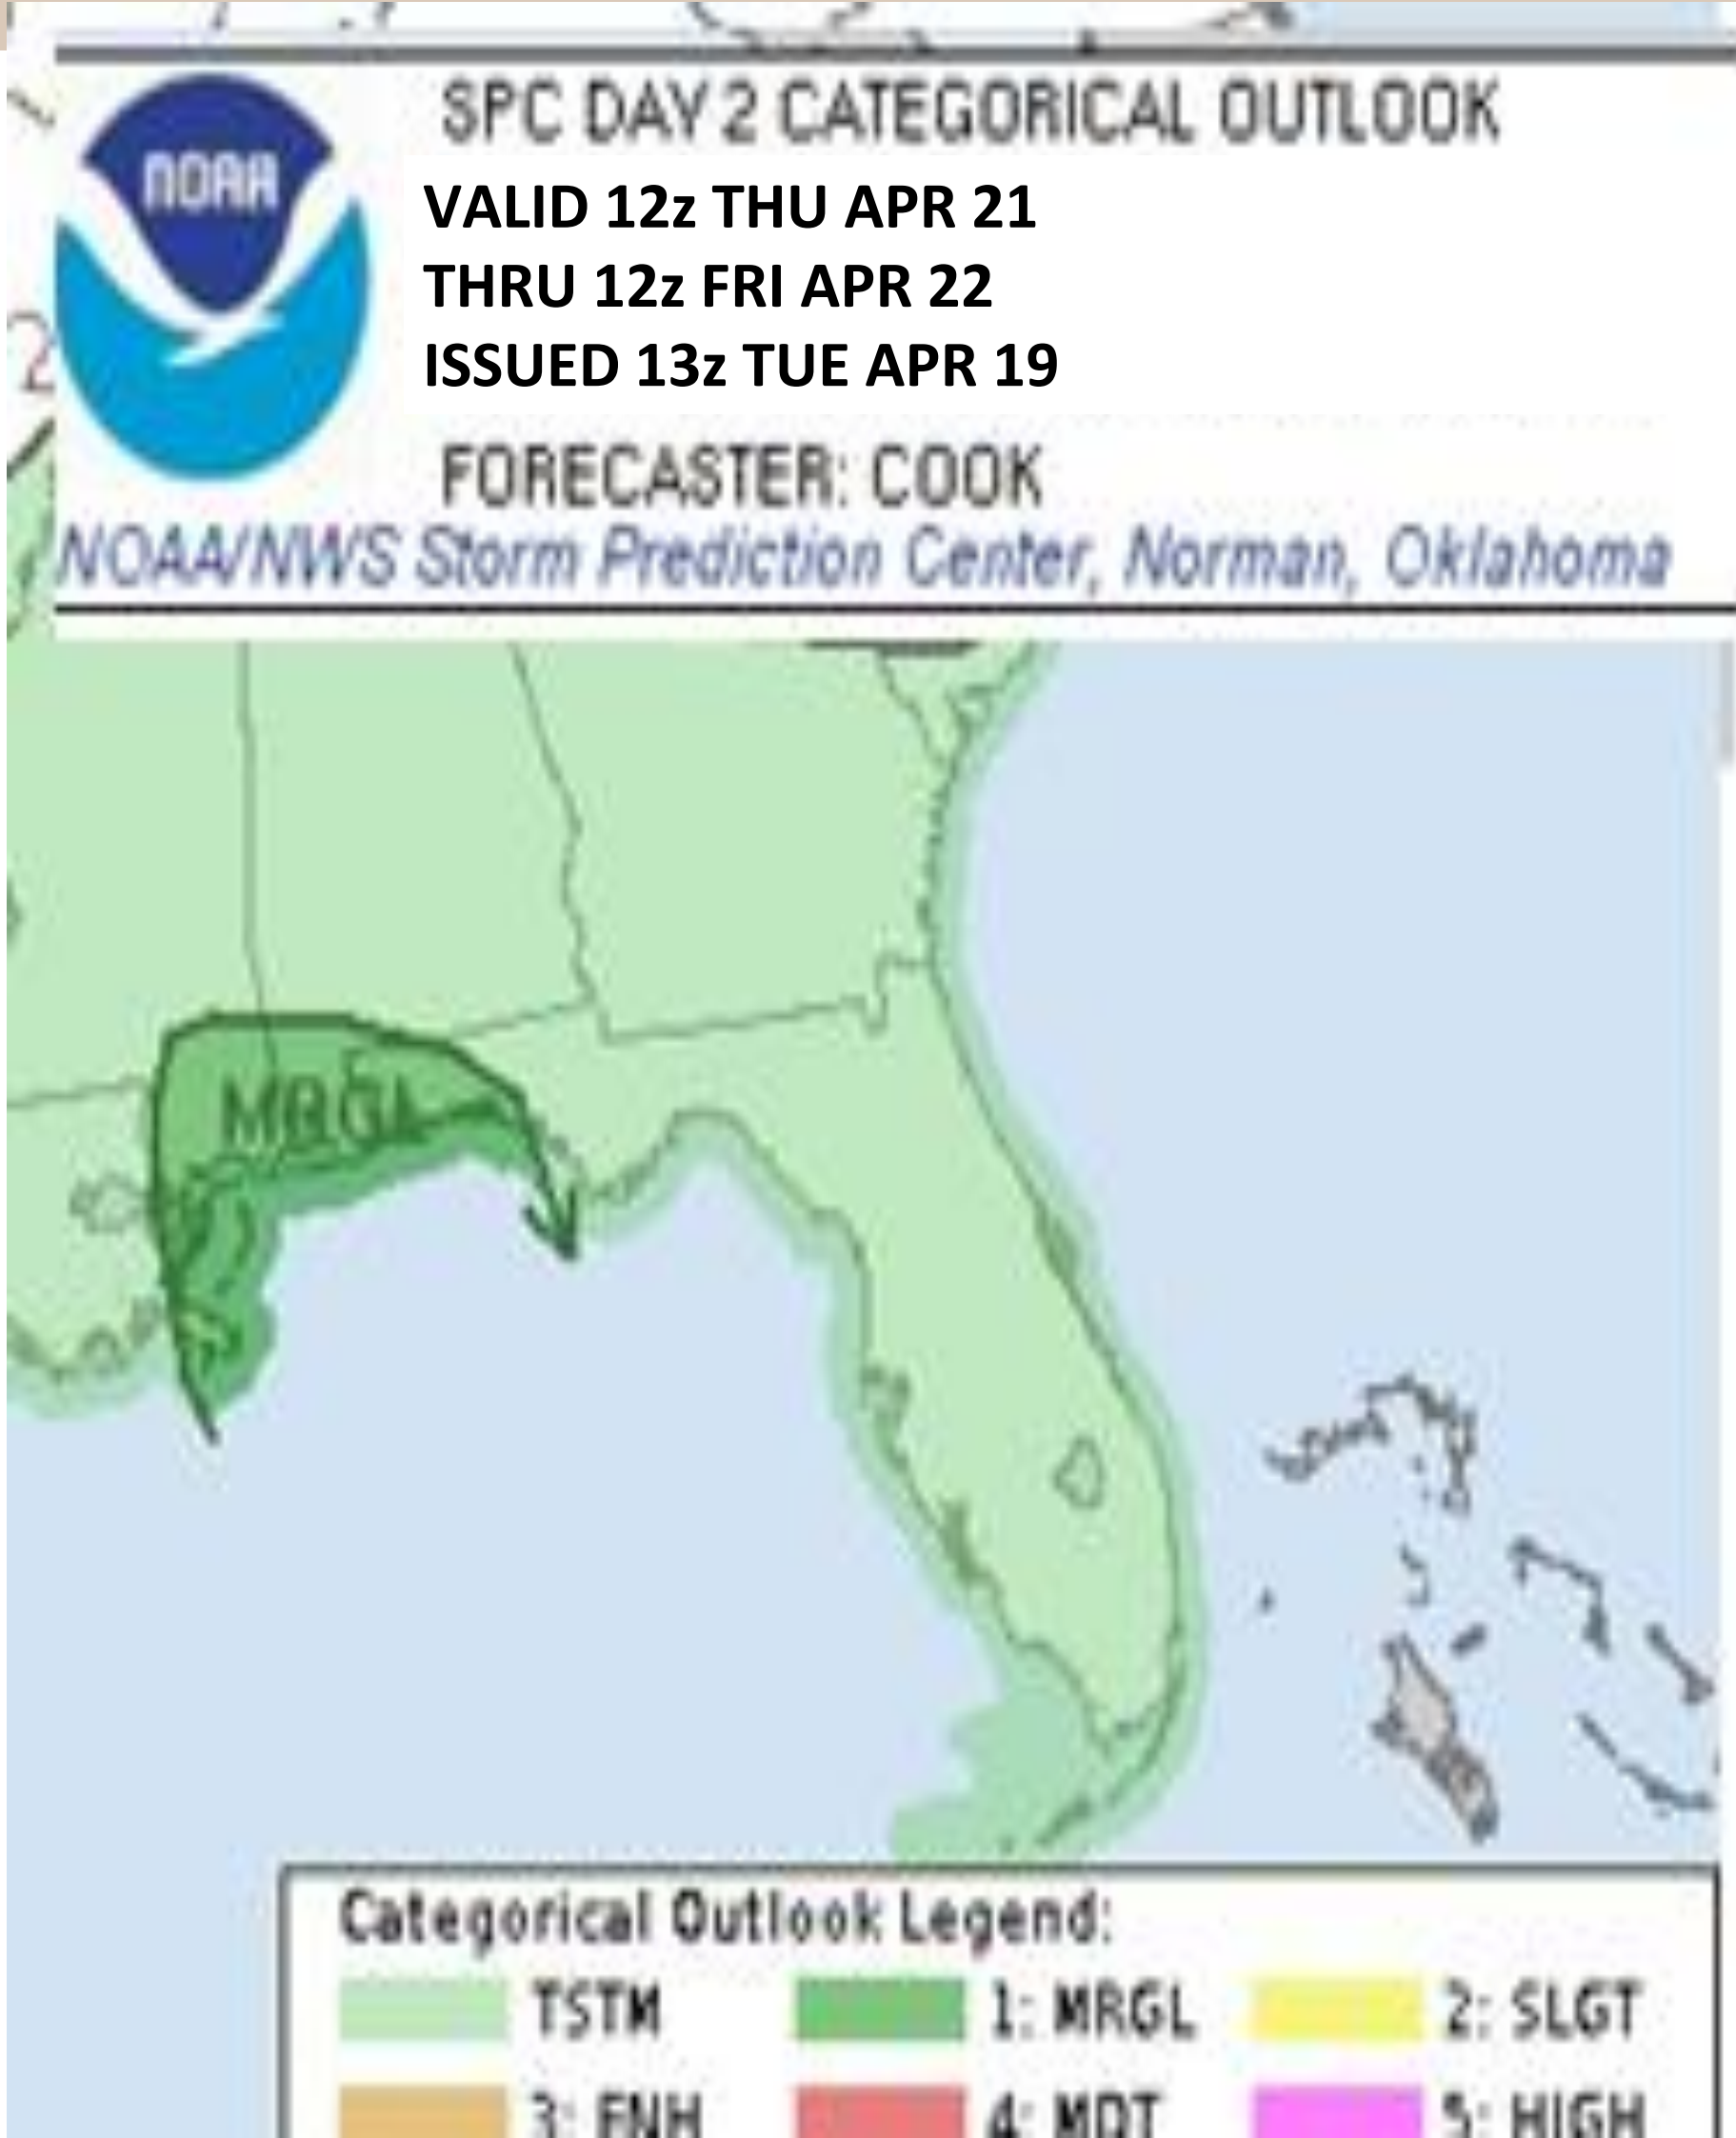 SPC DAY 2 CATEGORICAL OUTLOOK
NOAA
VALID 12z THU APR 21
THRU 12z FRI APR 22
ISSUED 13z TUE APR 19
FORECASTER: COOK
NOAA/NWS Storm Prediction Center, Norman, Oklahoma
2
MRGL
Categorical Outlook Legend:
TSTM 1: MRGL 2: SLGT
3: ENH 4: MDT 5: HIGH